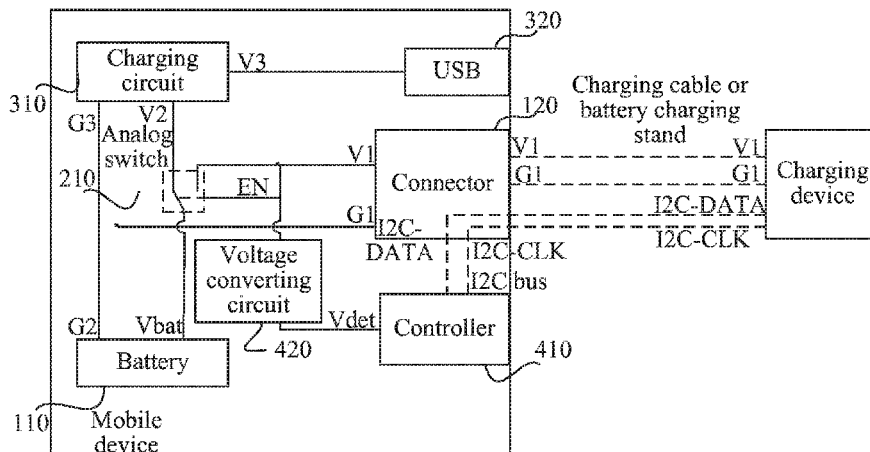 320
Charging
circuit
V3
USB
310
Charging cable or
battery charging
stand
120
G3
V2
Analog
switch
V1
V1
V1
Connector
G1
G1
Charging
device
210
EN
G1
I2C-
DATA
I2C-DATA
I2C-CLK
I2C-CLK
I2C bus
Voltage
converting
circuit
Controller
G2
Vbat
Vdet
420
410
Battery
110
Mobile
device